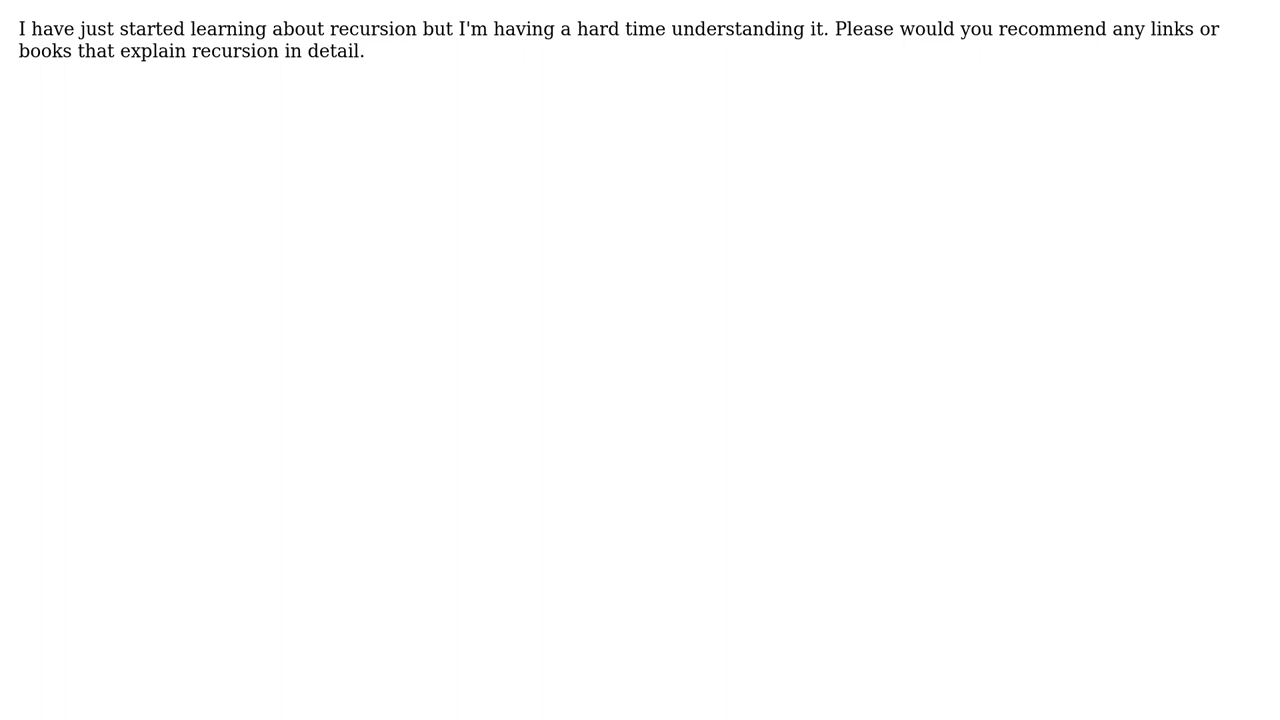 I have just started learning about recursion but I'm having a hard time understanding it. Please would you recommend any links or
books that explain recursion in detail.